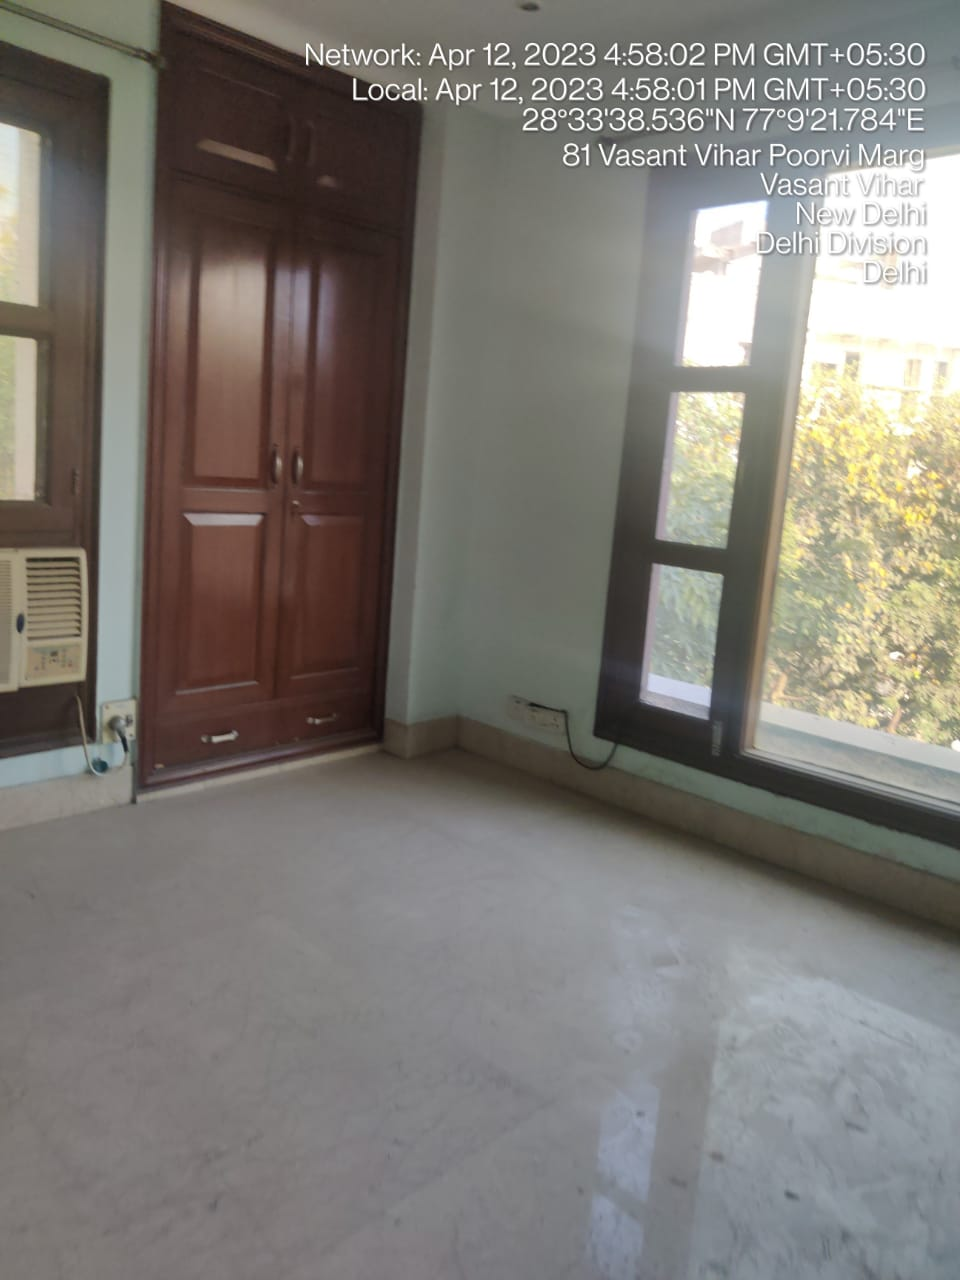 Network: Apr 12, 2023 4:58:02 PM GMT+05:30
Local: Apr 12, 2023 4:58:01 PM GMT+05:30
28°33'38.536"N 77°9'21.784"E
81 Vasant Vihar Poorvi Marg
Vasant Vihar
New Delhi
Delhi Division
Delhi